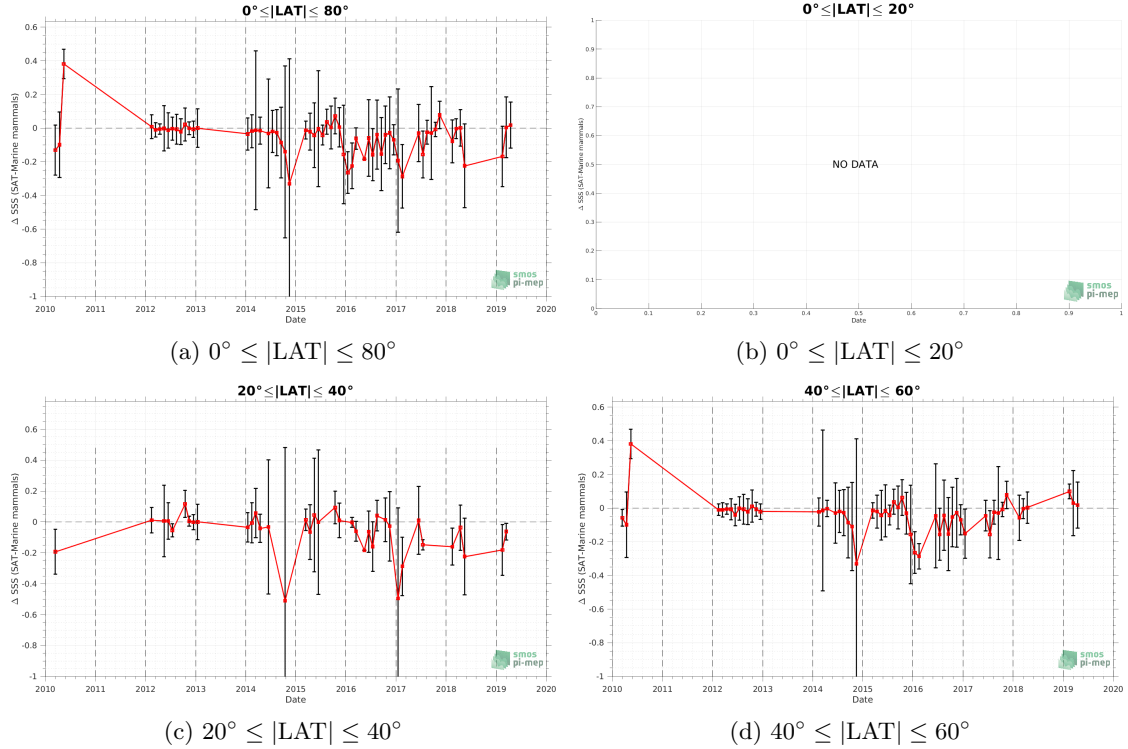 0°≤|LAT|≤ 80°
Δ SSS (SAT-Marine mammals)
0.6
0.4
0.2
0
-0.2
-0.4
-0.6
-0.8
-1
2010 2011 2012 2013 2014 2015 2016 2017 2018 2019 2020
Date
smos
pi-mep
(a) 0° ≤ |LAT| ≤ 80°
0°≤|LAT|≤ 20°
Δ SSS (SAT-Marine mammals)
1
0.9
0.8
0.7
0.6
0.5
0.4
0.3
0.2
0.1
0
NO DATA
0 0.1 0.2 0.3 0.4 0.5 0.6 0.7 0.8 0.9 1
Date
smos
pi-mep
(b) 0° ≤ |LAT| ≤ 20°
20°≤|LAT|≤ 40°
Δ SSS (SAT-Marine mammals)
0.6
0.4
0.2
0
-0.2
-0.4
-0.6
-0.8
-1
2010 2011 2012 2013 2014 2015 2016 2017 2018 2019 2020
Date
smos
pi-mep
(c) 20° ≤ |LAT| ≤ 40°
40°≤|LAT|≤ 60°
Δ SSS (SAT-Marine mammals)
0.6
0.4
0.2
0
-0.2
-0.4
-0.6
-0.8
-1
2010 2011 2012 2013 2014 2015 2016 2017 2018 2019 2020
Date
smos
pi-mep
(d) 40° ≤ |LAT| ≤ 60°